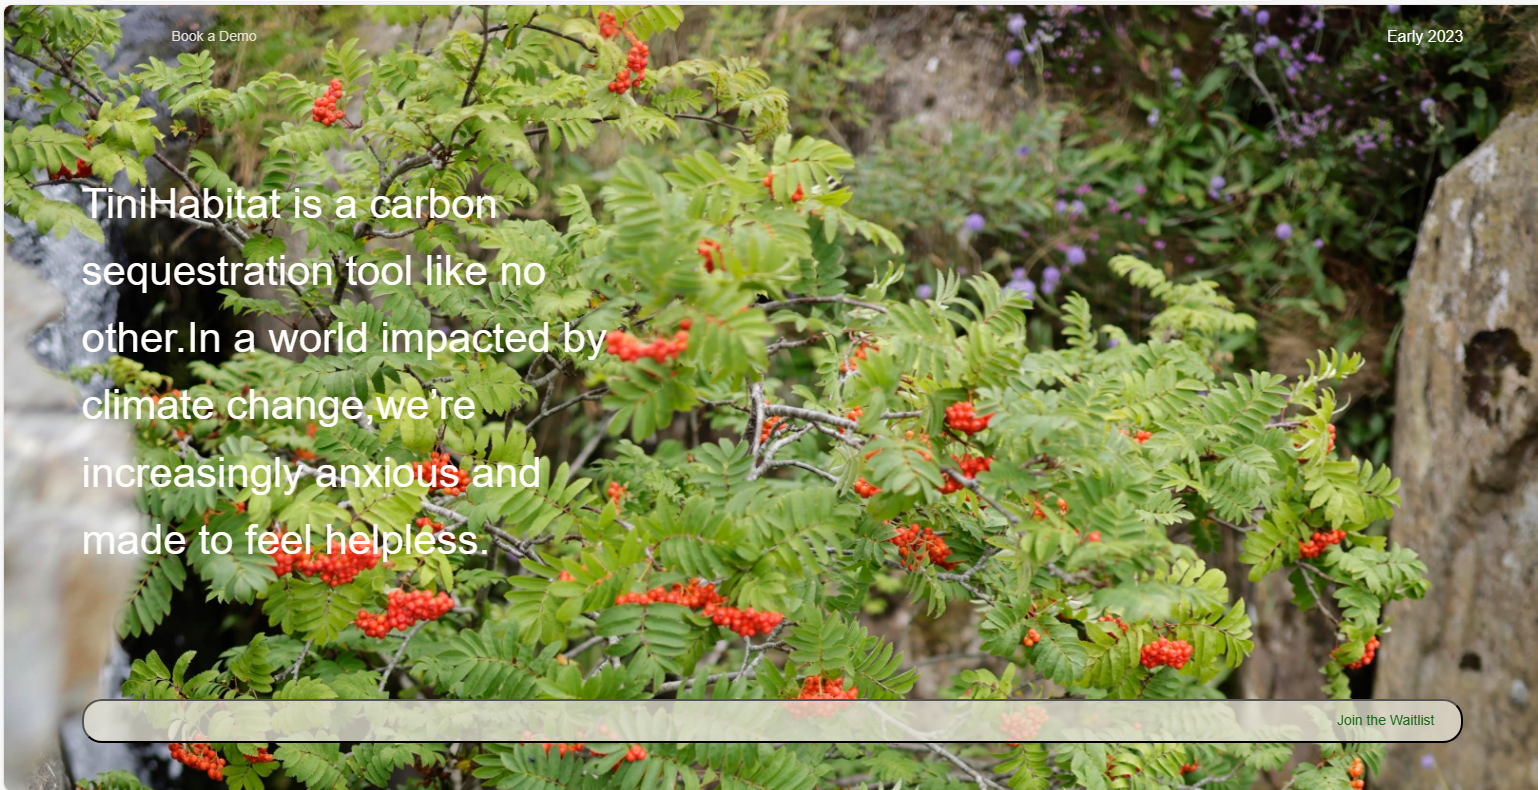 Book a Demo
Early 2023
TiniHabitat is a carbon
sequestration tool like no
other.In a world impacted by
climate change,we're
increasingly anxious and
made to feel helpless.
Join the Waitlist